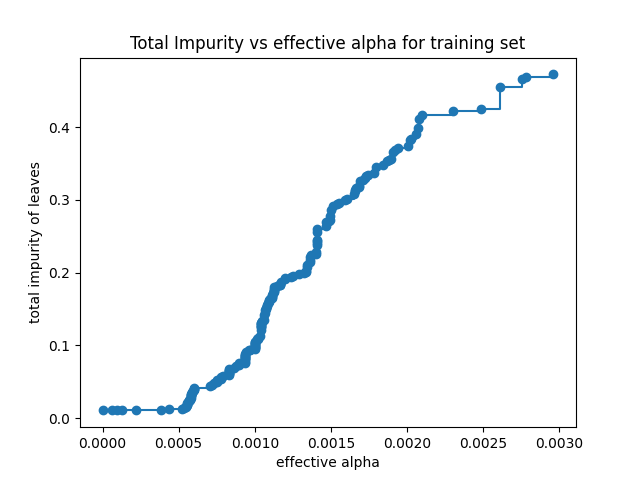 Total Impurity vs effective alpha for training set
total impurity of leaves
0.4
0.3
0.2
0.1
0.0
0.0000 0.0005 0.0010 0.0015 0.0020 0.0025 0.0030
effective alpha